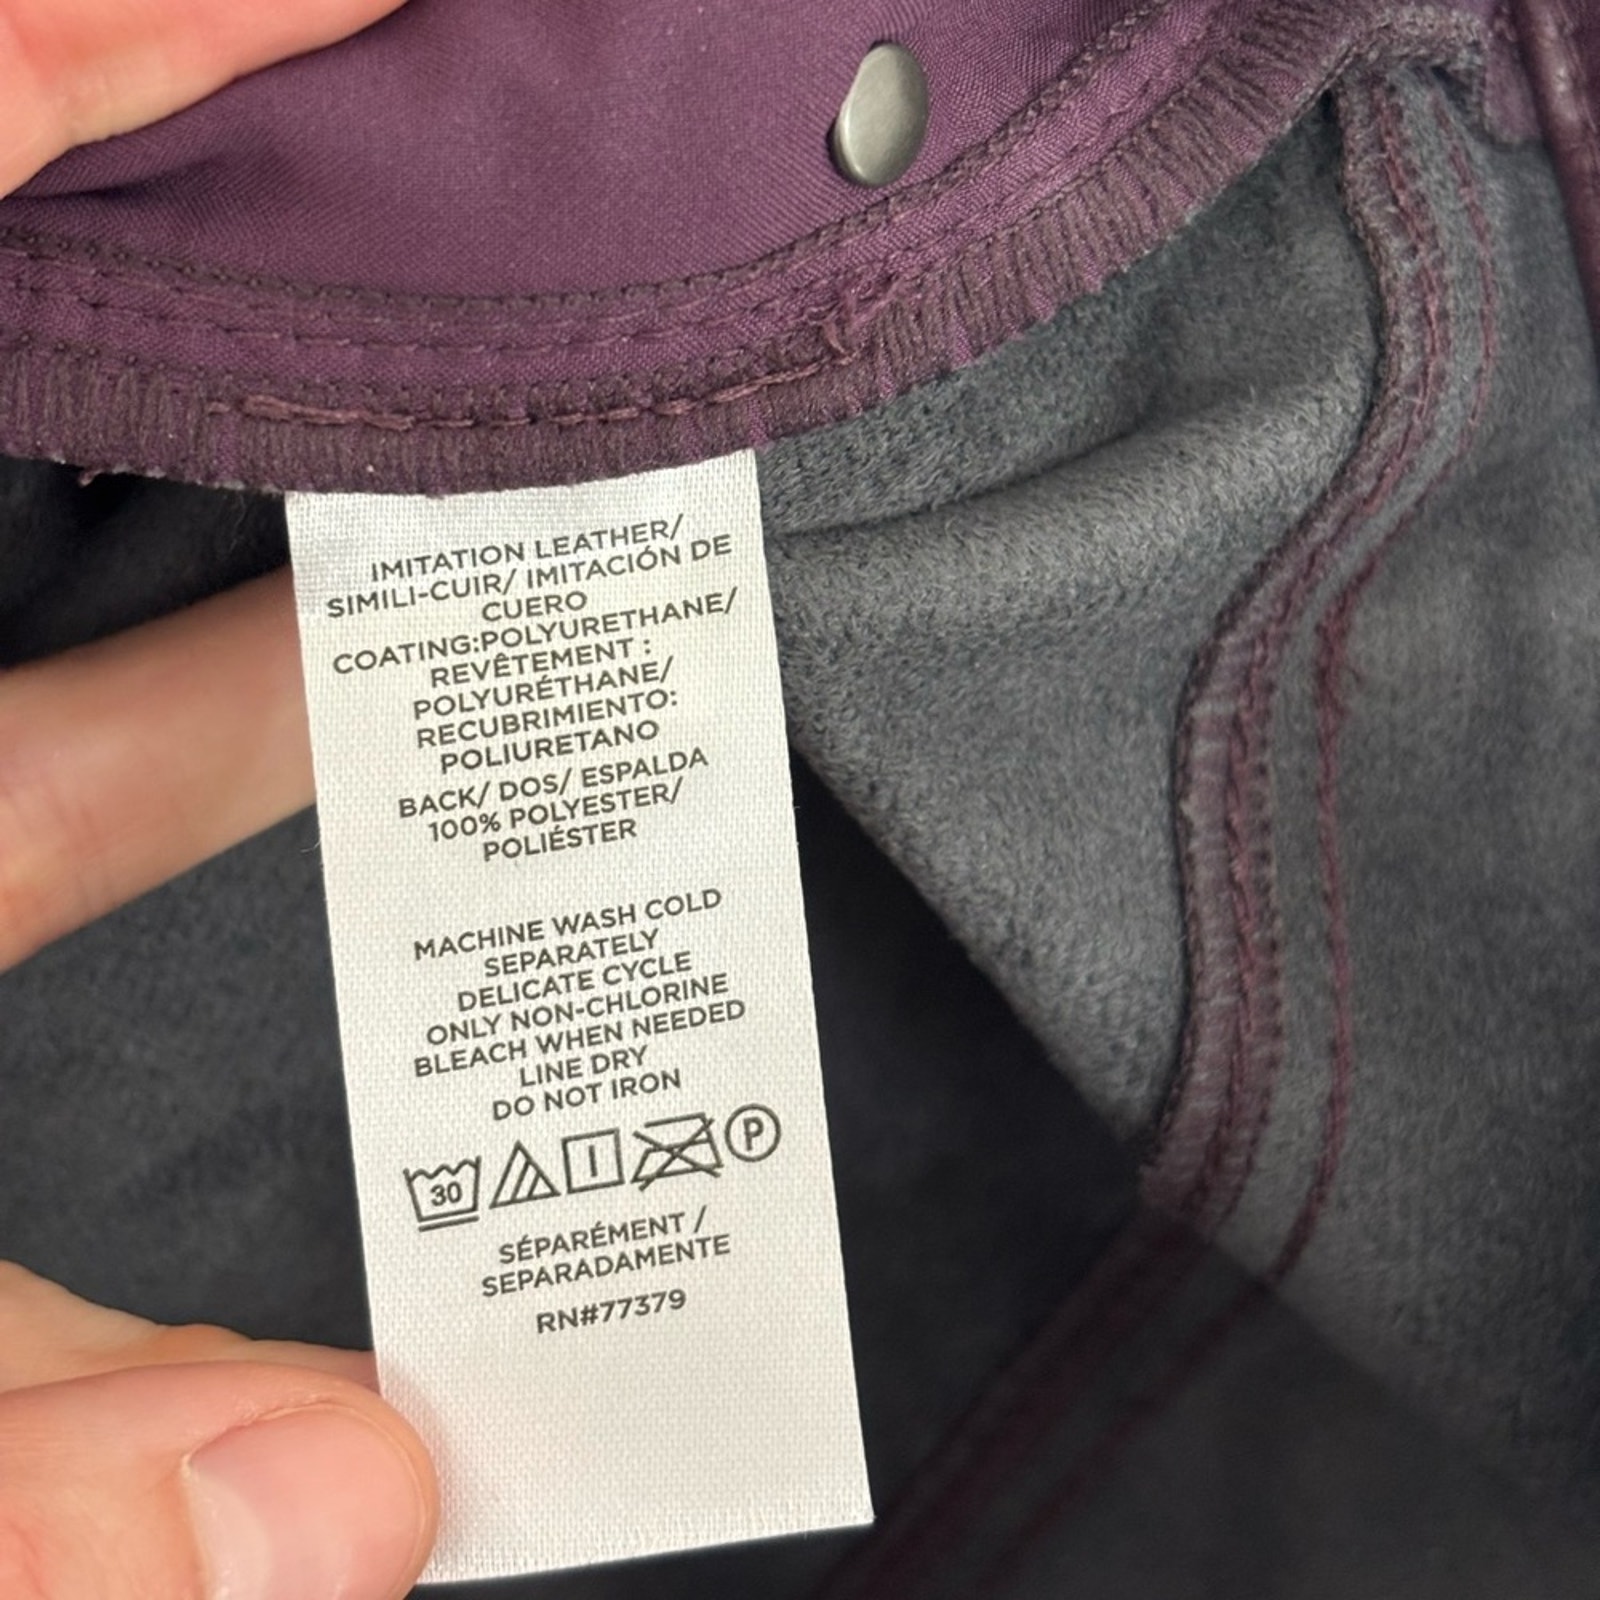 IMITATION LEATHER/
SIMILI-CUIR/ IMITACIÓN DE
CUERO
COATING:POLYURETHANE/
REVÊTEMENT :
POLYURÉTHANE/
RECUBRIMIENTO:
POLIURETANO
BACK/ DOS/ ESPALDA
100% POLYESTER/
POLIÉSTER
MACHINE WASH COLD
SEPARATELY
DELICATE CYCLE
ONLY NON-CHLORINE
BLEACH WHEN NEEDED
LINE DRY
DO NOT IRON
30 P
SÉPARÉMENT /
SEPARADAMENTE
RN#77379